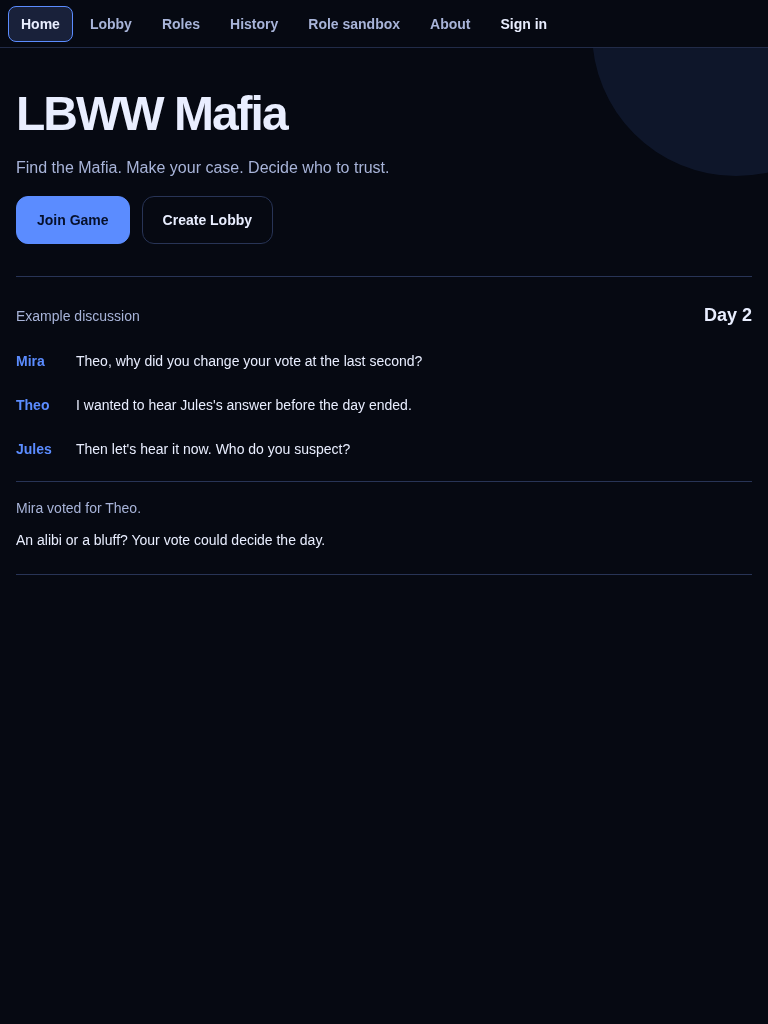 Home Lobby Roles History Role sandbox About Sign in
LBWW Mafia
Find the Mafia. Make your case. Decide who to trust.
Join Game Create Lobby
Example discussion Day 2
Mira Theo, why did you change your vote at the last second?
Theo I wanted to hear Jules's answer before the day ended.
Jules Then let's hear it now. Who do you suspect?
Mira voted for Theo.
An alibi or a bluff? Your vote could decide the day.